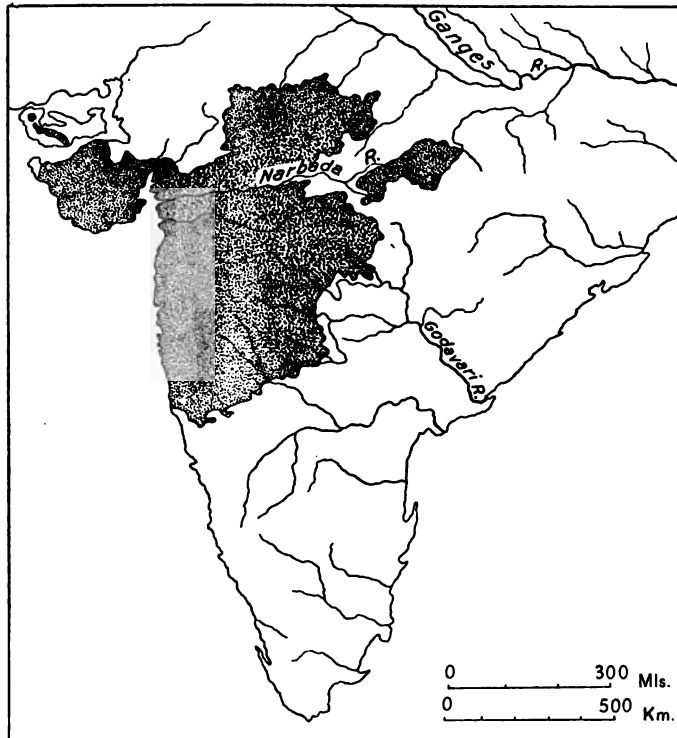 Ganges R.
Narbada R.
Godavari R.
0 300 Mls.
0 500 Km.